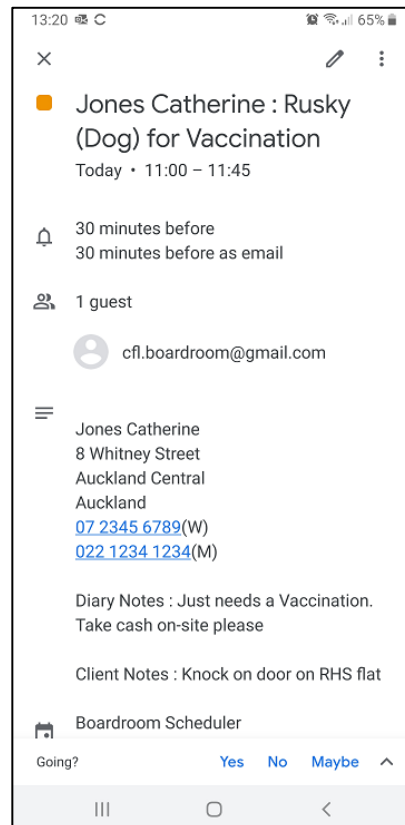 13:20 65%
Jones Catherine : Rusky
(Dog) for Vaccination
Today • 11:00 – 11:45
30 minutes before
30 minutes before as email
1 guest
cfl.boardroom@gmail.com
Jones Catherine
8 Whitney Street
Auckland Central
Auckland
07 2345 6789(W)
022 1234 1234(M)
Diary Notes : Just needs a Vaccination.
Take cash on-site please
Client Notes : Knock on door on RHS flat
Boardroom Scheduler
Going? Yes No Maybe